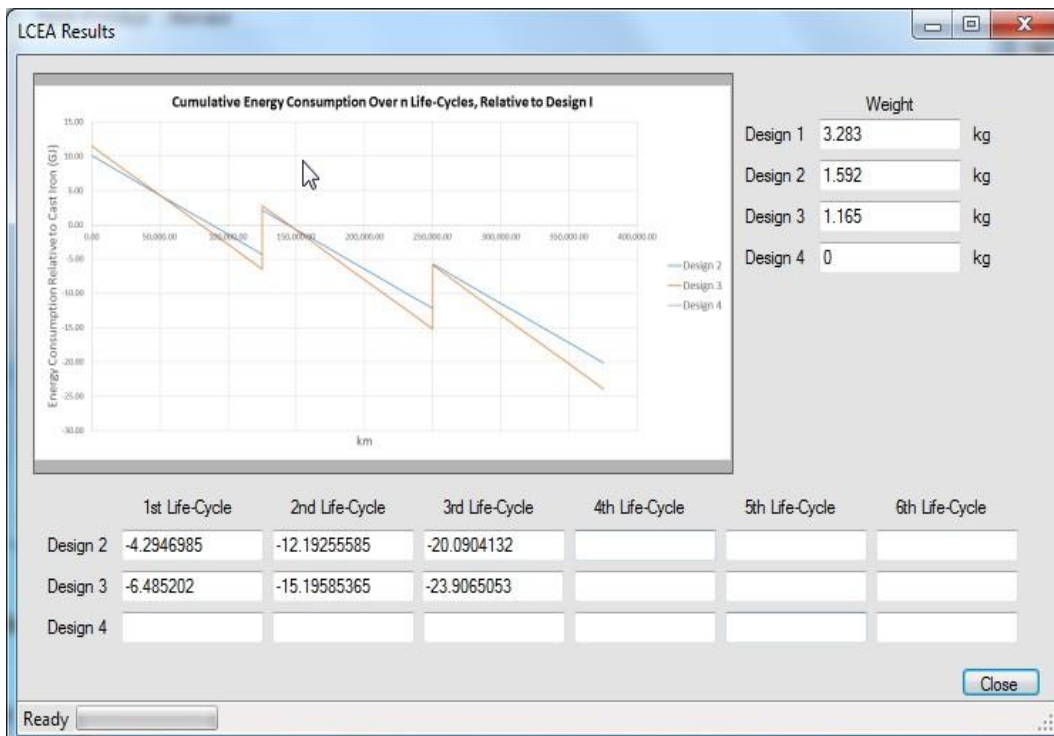 LCEA Results
Cumulative Energy Consumption Over n Life-Cycles, Relative to Design I
Energy Consumption Relative to Cast Iron (GJ)
15.00
10.00
5.00
0.00
-5.00
-10.00
-15.00
-20.00
-25.00
-30.00
0.00 50,000.00 100,000.00 150,000.00 200,000.00 250,000.00 300,000.00 350,000.00 400,000.00
km
Design 2
Design 3
Design 4
Weight
Design 1 3.283 kg
Design 2 1.592 kg
Design 3 1.165 kg
Design 4 0 kg
1st Life-Cycle 2nd Life-Cycle 3rd Life-Cycle 4th Life-Cycle 5th Life-Cycle 6th Life-Cycle
Design 2 -4.2946985 -12.19255585 -20.0904132
Design 3 -6.485202 -15.19585365 -23.9065053
Design 4
Close
Ready